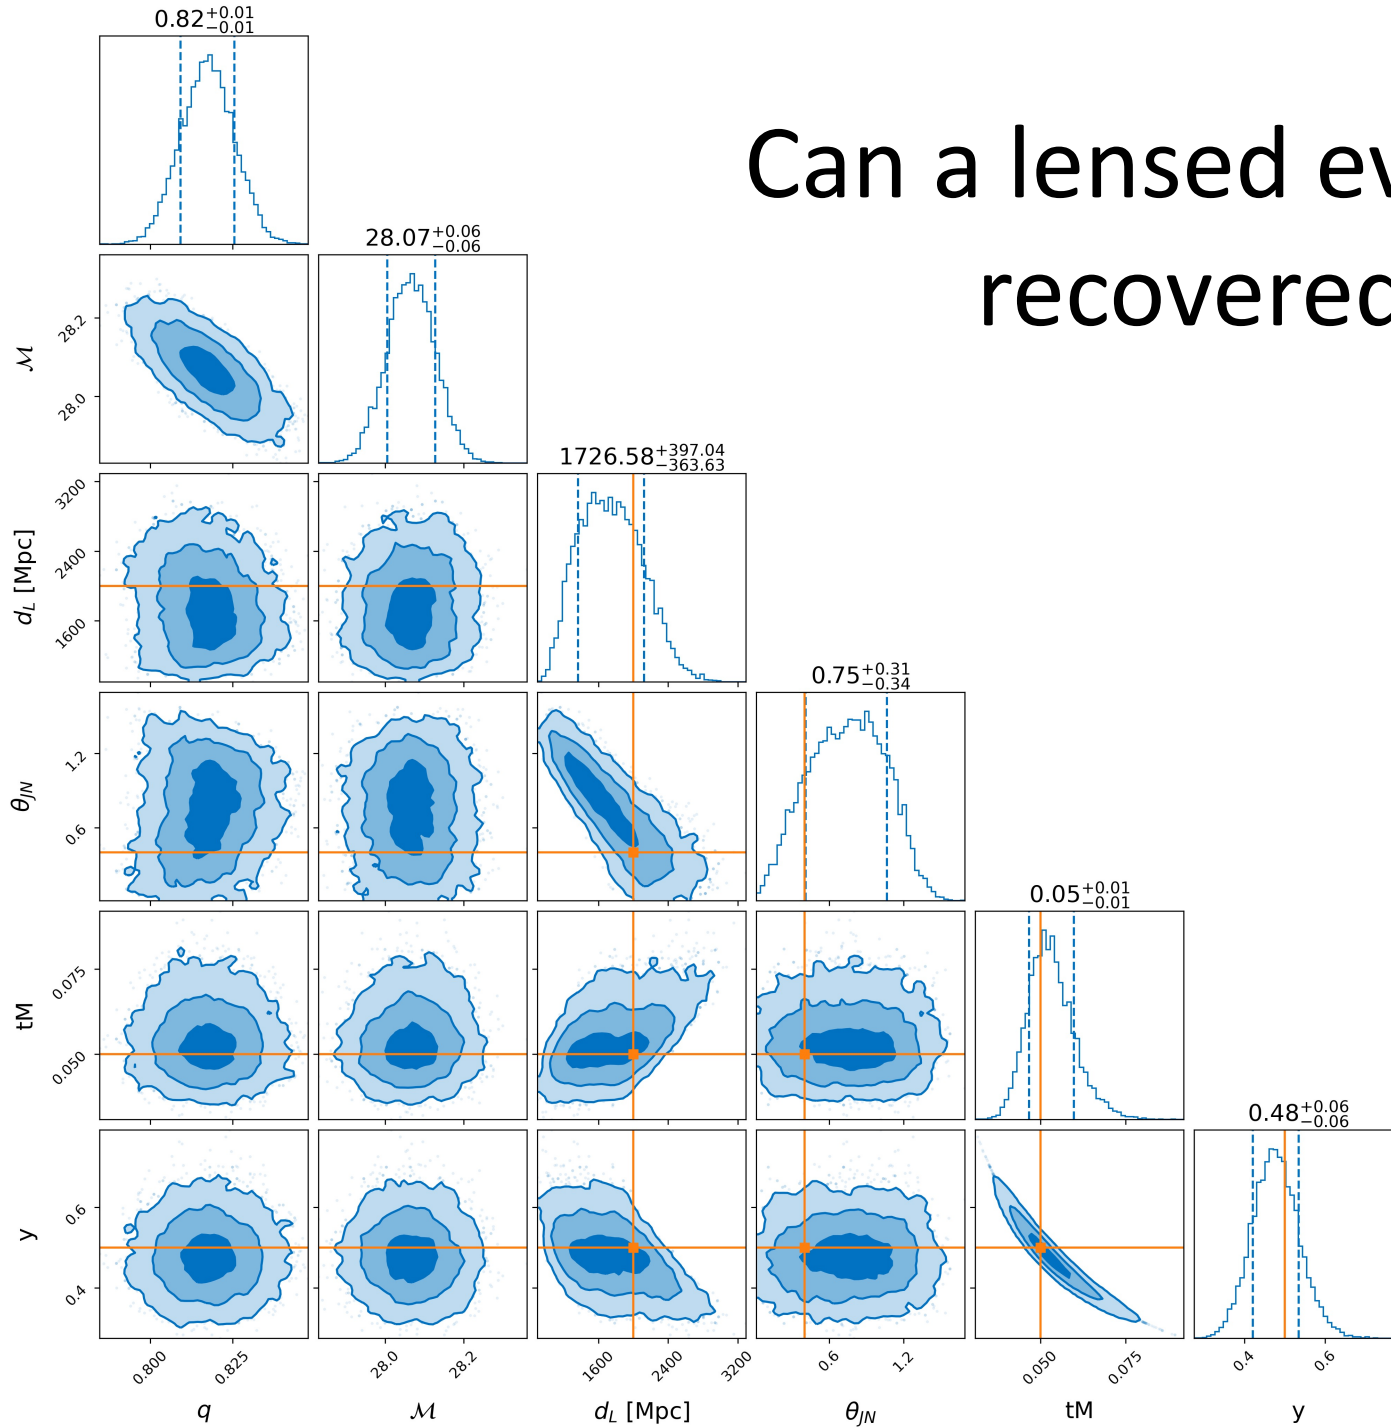 0.82+0.01−0.01
Can a lensed ev
recovered
28.07+0.06−0.06
ℳ
28.2
28.0
1726.58+397.04−363.63
d_L [Mpc]
3200
2400
1600
0.75+0.31−0.34
θ_JN
1.2
0.6
0.05+0.01−0.01
tM
0.075
0.050
0.48+0.06−0.06
y
0.6
0.4
0.800 0.825 28.0 28.2 1600 2400 3200 0.6 1.2 0.050 0.075 0.4 0.6
q ℳ d_L [Mpc] θ_JN tM y